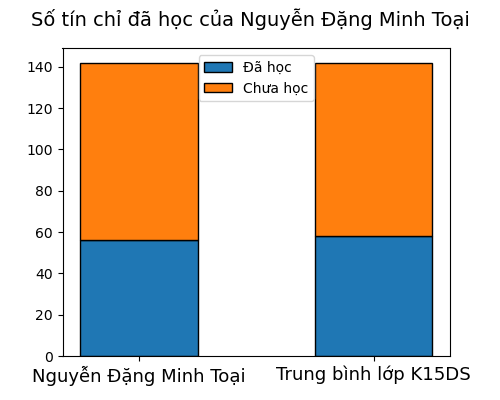 Số tín chỉ đã học của Nguyễn Đặng Minh Toại
140
120
100
80
60
40
20
0
Đã học
Chưa học
Nguyễn Đặng Minh Toại
Trung bình lớp K15DS